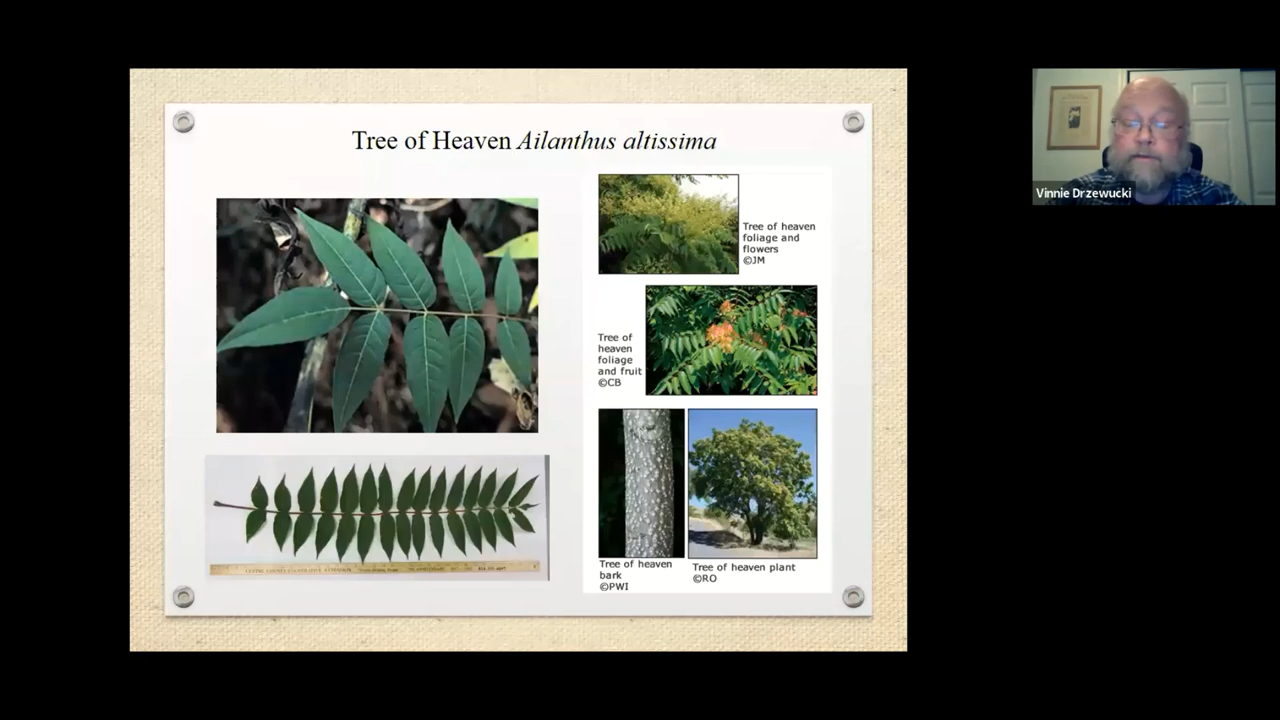 Tree of Heaven Ailanthus altissima
Tree of heaven
foliage and
flowers
©JM
Tree of
heaven
foliage
and fruit
©CB
Tree of heaven
bark
©PWI
Tree of heaven plant
©RO
Vinnie Drzewucki